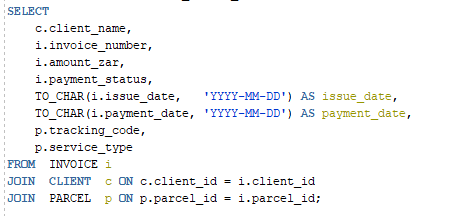 SELECT
    c.client_name,
    i.invoice_number,
    i.amount_zar,
    i.payment_status,
    TO_CHAR(i.issue_date,   'YYYY-MM-DD') AS issue_date,
    TO_CHAR(i.payment_date, 'YYYY-MM-DD') AS payment_date,
    p.tracking_code,
    p.service_type
FROM  INVOICE i
JOIN  CLIENT  c ON c.client_id = i.client_id
JOIN  PARCEL  p ON p.parcel_id = i.parcel_id;